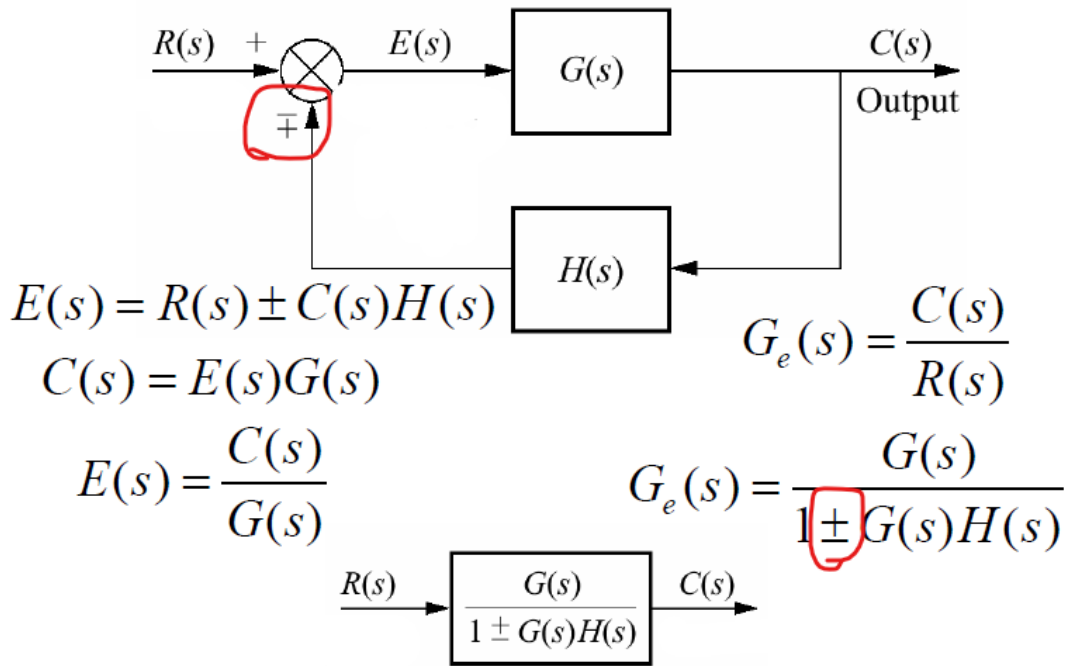 R(s) + E(s) G(s) C(s)
Output
∓
H(s)
E(s) = R(s) ± C(s)H(s)
C(s) = E(s)G(s)
E(s) = C(s) / G(s)
G_e(s) = C(s) / R(s)
G_e(s) = G(s) / 1 ± G(s)H(s)
R(s) G(s) / 1 ± G(s)H(s) C(s)